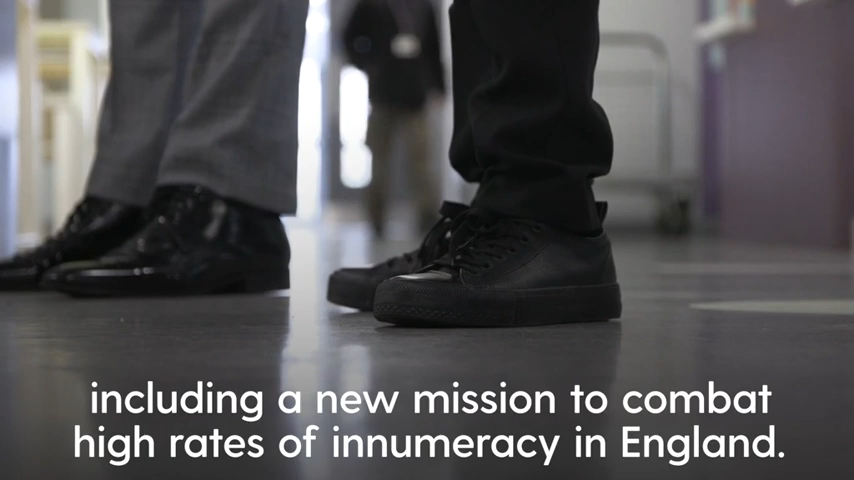 including a new mission to combat
high rates of innumeracy in England.